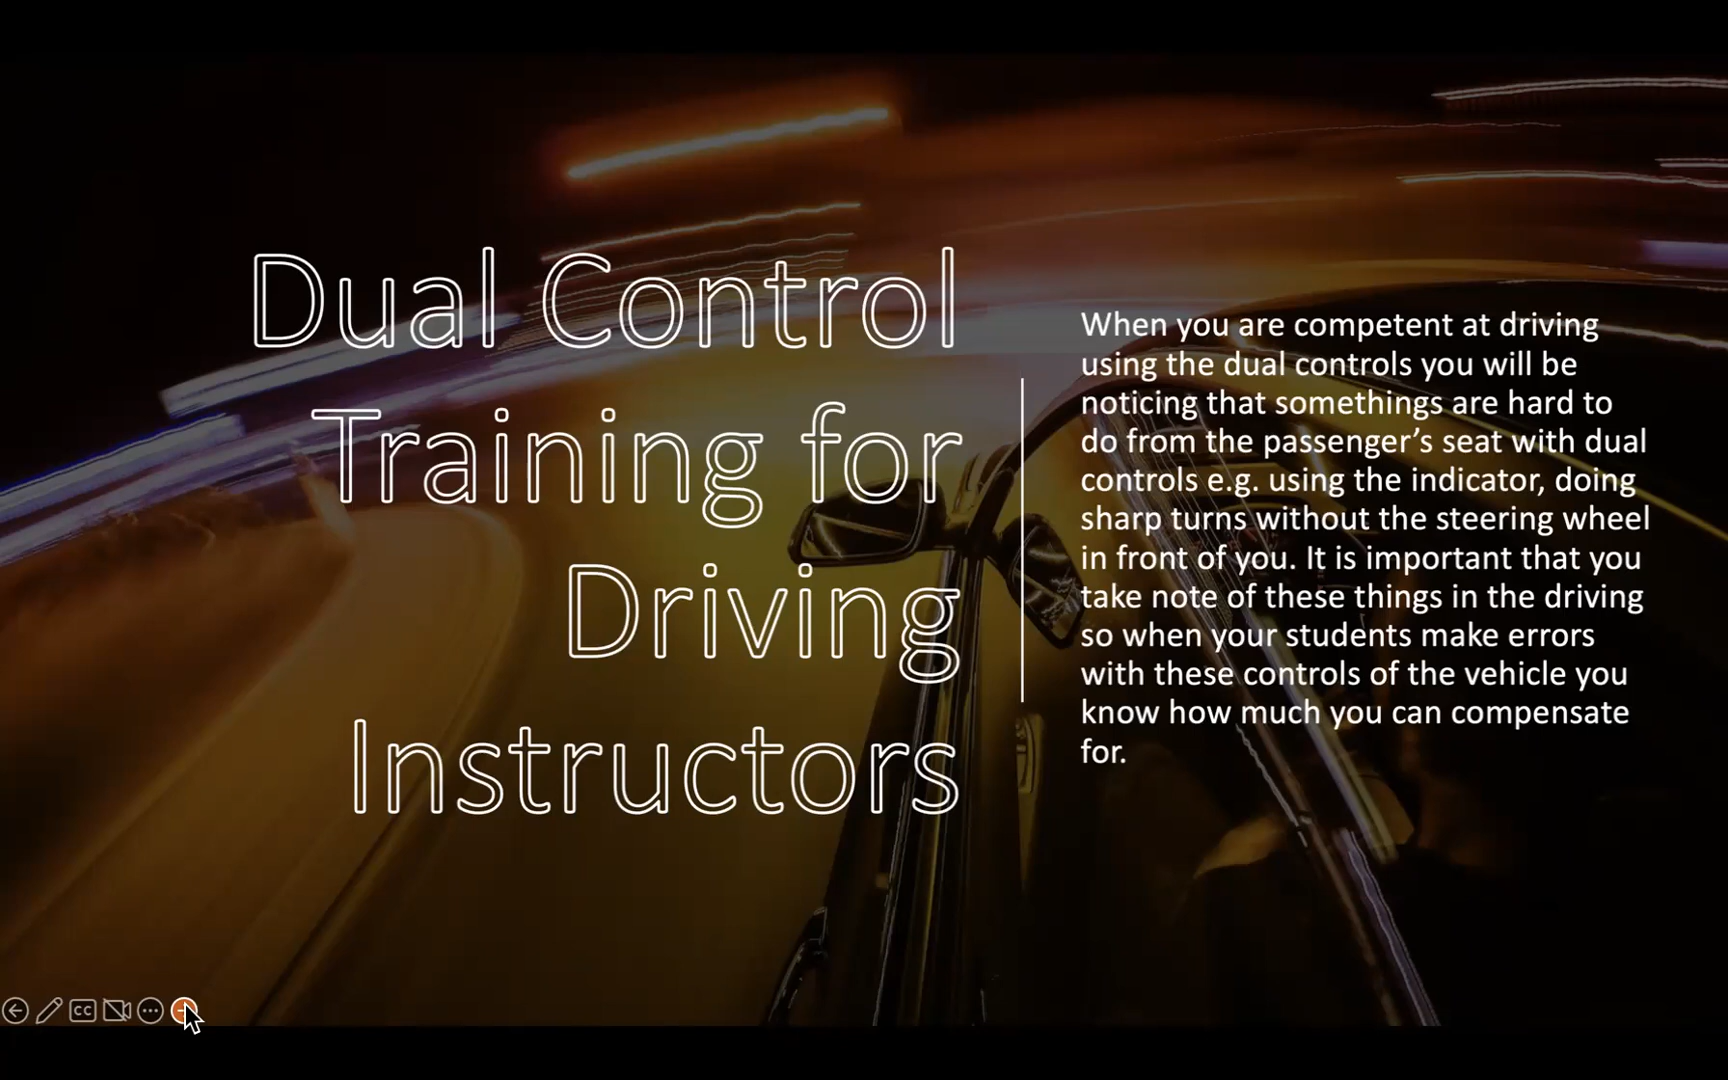 Dual Control
Training for
Driving
Instructors
When you are competent at driving
using the dual controls you will be
noticing that somethings are hard to
do from the passenger’s seat with dual
controls e.g. using the indicator, doing
sharp turns without the steering wheel
in front of you. It is important that you
take note of these things in the driving
so when your students make errors
with these controls of the vehicle you
know how much you can compensate
for.
CC